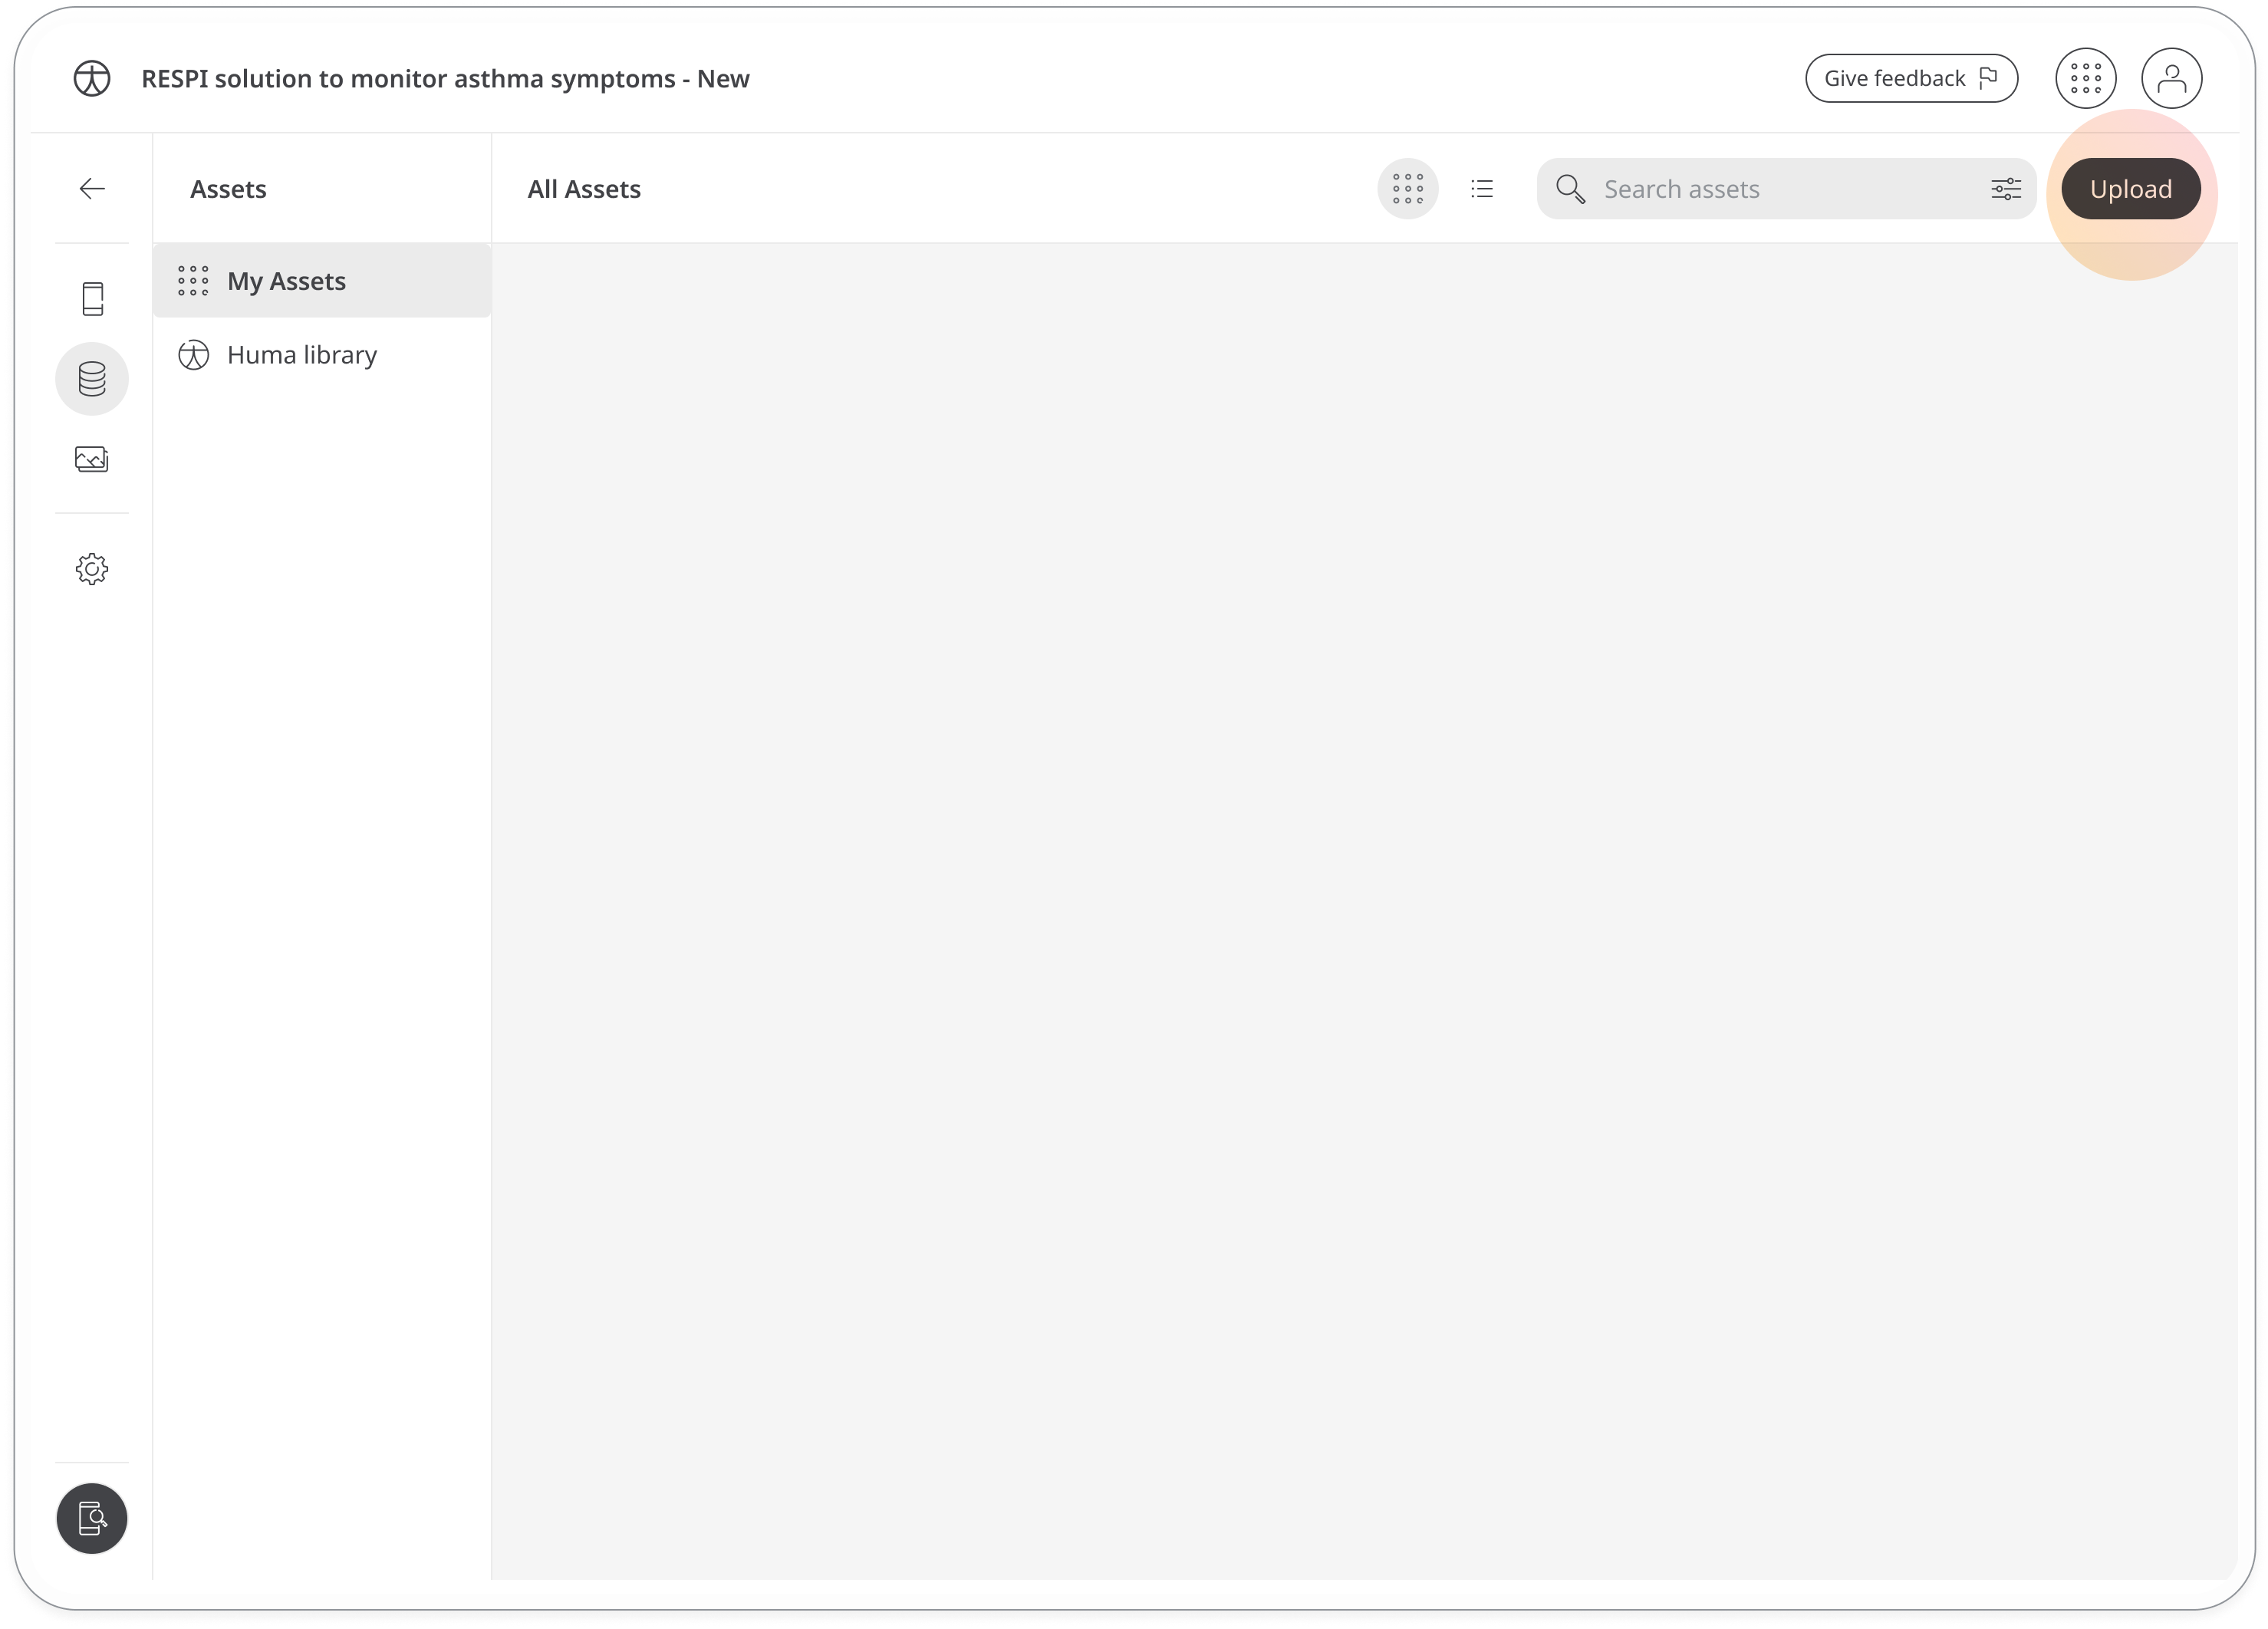 RESPI solution to monitor asthma symptoms - New
Give feedback
Assets
All Assets
Search assets
Upload
My Assets
Huma library